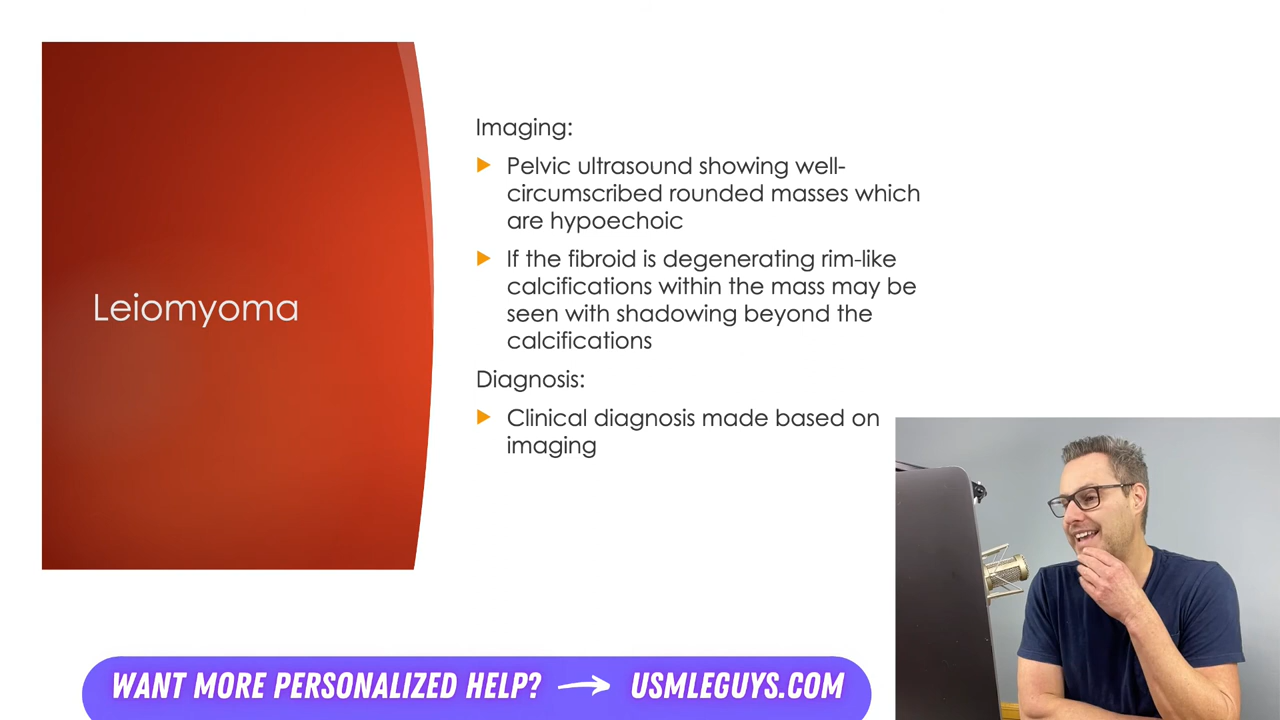 Leiomyoma
Imaging:
Pelvic ultrasound showing well-
circumscribed rounded masses which
are hypoechoic
If the fibroid is degenerating rim-like
calcifications within the mass may be
seen with shadowing beyond the
calcifications
Diagnosis:
Clinical diagnosis made based on
imaging
WANT MORE PERSONALIZED HELP? → USMLEGUYS.COM